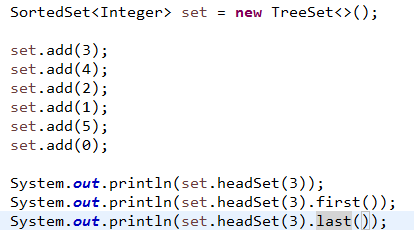 SortedSet<Integer> set = new TreeSet<>();
set.add(3);
set.add(4);
set.add(2);
set.add(1);
set.add(5);
set.add(0);
System.out.println(set.headSet(3));
System.out.println(set.headSet(3).first());
System.out.println(set.headSet(3).last());